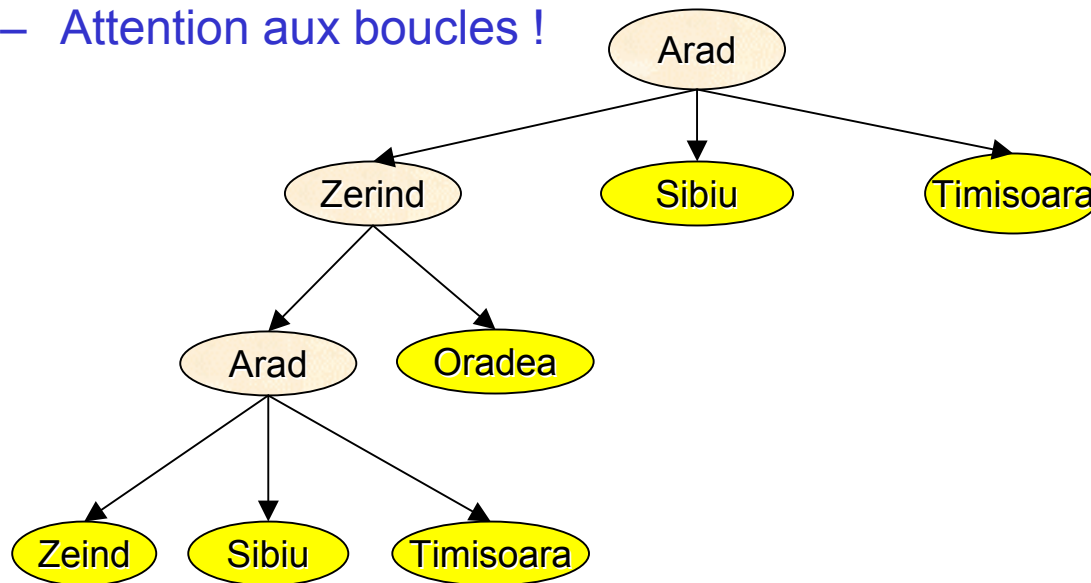 – Attention aux boucles !
Arad
Zerind Sibiu Timisoara
Arad Oradea
Zeind Sibiu Timisoara